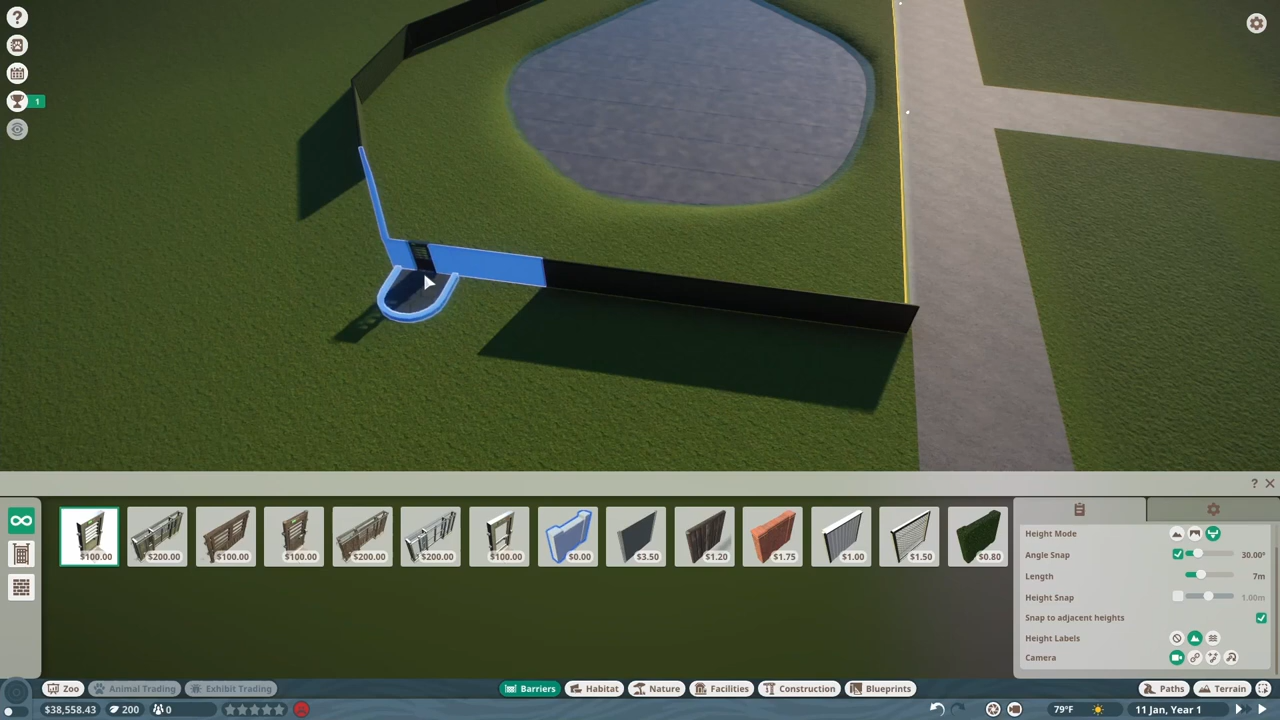 ?
1
? ×
$100.00 $200.00 $100.00 $100.00 $200.00 $200.00 $100.00 $0.00 $3.50 $1.20 $1.75 $1.00 $1.50 $0.80
Height Mode
Angle Snap 30.00°
Length 7m
Height Snap 1.00m
Snap to adjacent heights
Height Labels
Camera
Zoo Animal Trading Exhibit Trading Barriers Habitat Nature Facilities Construction Blueprints Paths Terrain
$38,558.43 200 0 79°F 11 Jan, Year 1